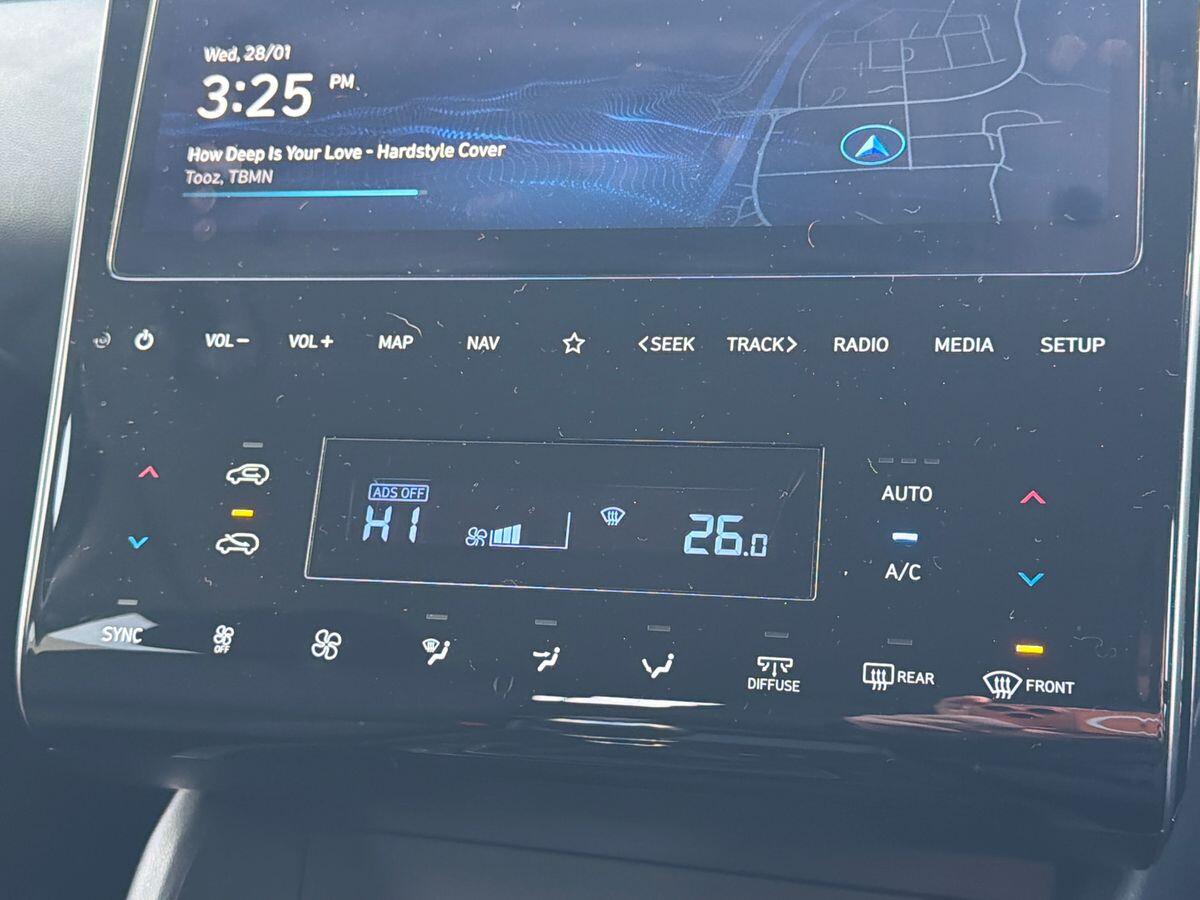 Wed, 28/01
3:25 PM
How Deep Is Your Love - Hardstyle Cover
Tooz, TBMN
VOL− VOL+ MAP NAV <SEEK TRACK> RADIO MEDIA SETUP
ADS OFF
HI 26.0
AUTO
A/C
SYNC OFF DIFFUSE REAR FRONT